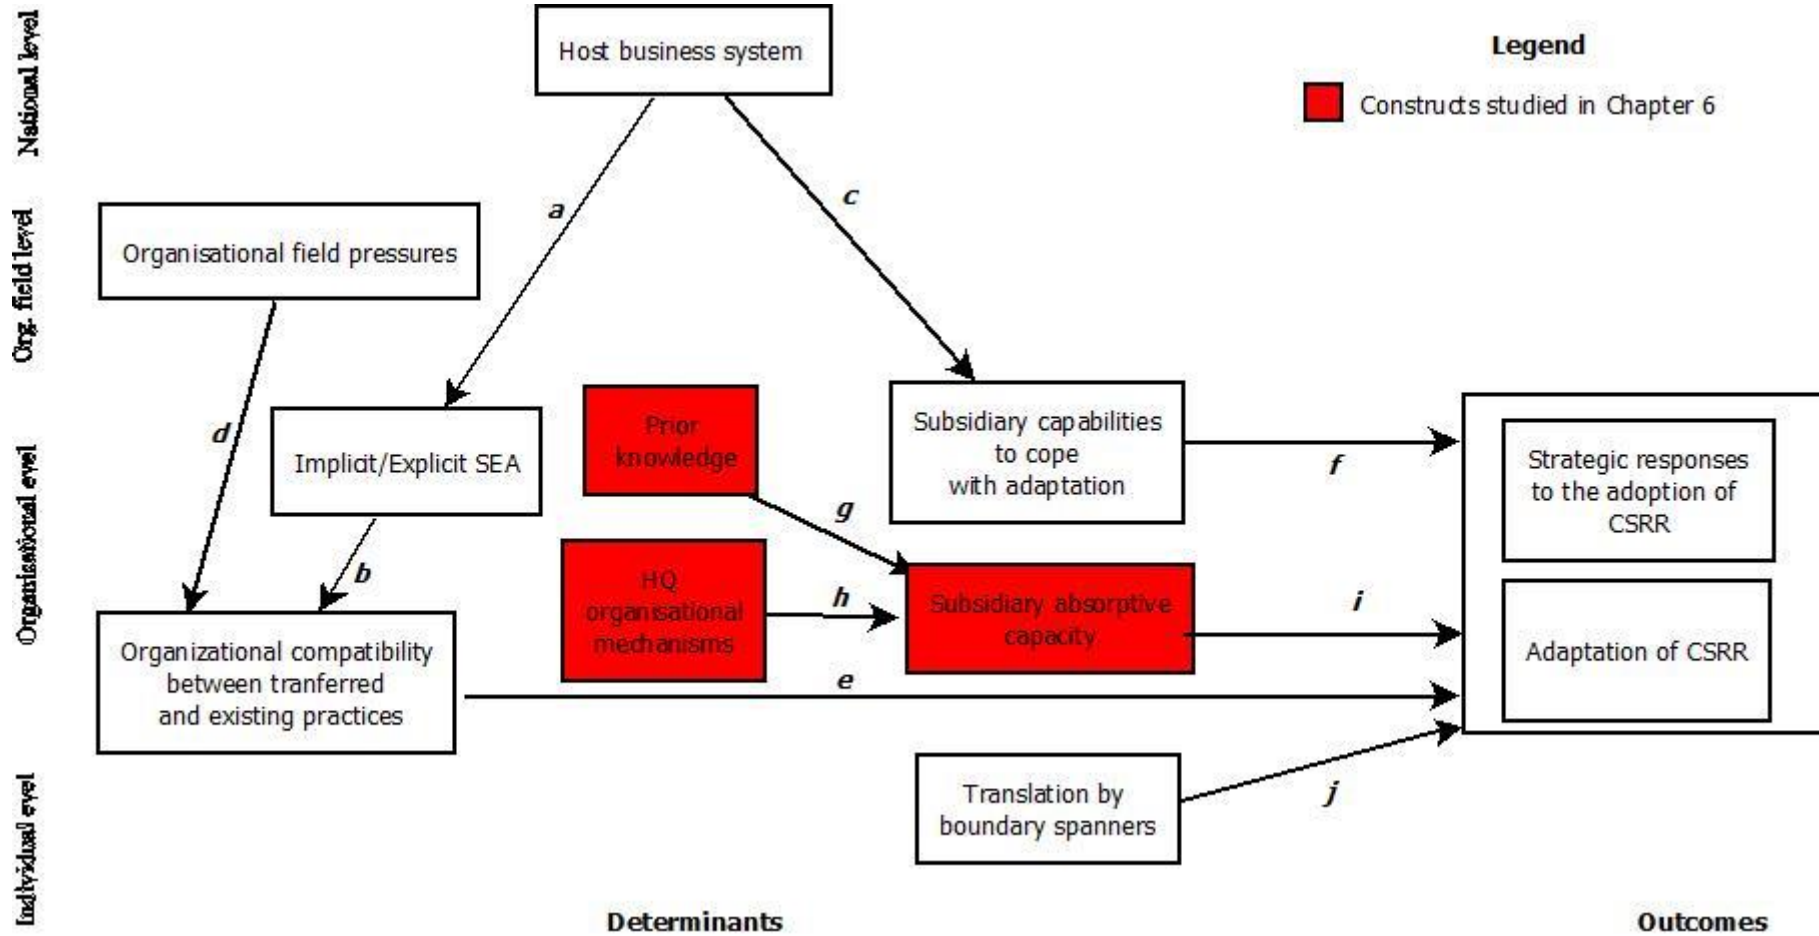 National level
Host business system
Legend
Constructs studied in Chapter 6
a
c
Org. field level
Organisational field pressures
d
Implicit/Explicit SEA
b
Prior
knowledge
g
Subsidiary capabilities
to cope
with adaptation
f
Strategic responses
to the adoption of
CSRR
Organisational level
HQ
organisational
mechanisms
h
Subsidiary absorptive
capacity
i
Adaptation of CSRR
Organizational compatibility
between tranferred
and existing practices
e
Individual level
Translation by
boundary spanners
j
Determinants
Outcomes